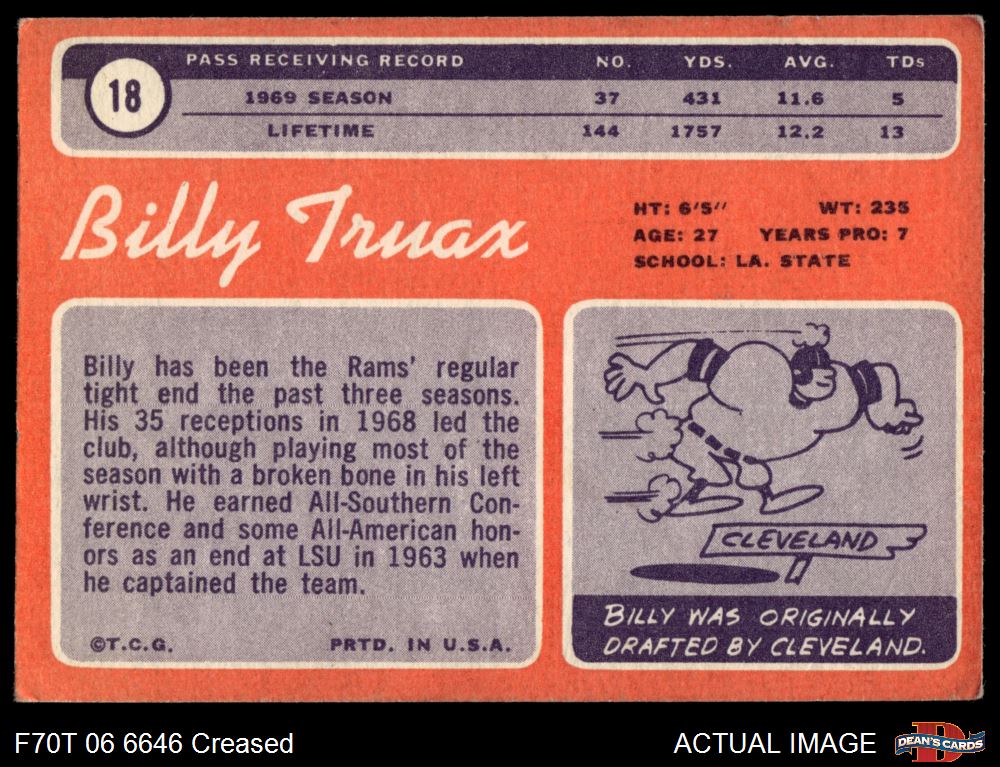 18
PASS RECEIVING RECORD NO. YDS. AVG. TDs
1969 SEASON 37 431 11.6 5
LIFETIME 144 1757 12.2 13
Billy Truax
HT: 6'5" WT: 235
AGE: 27 YEARS PRO: 7
SCHOOL: LA. STATE
Billy has been the Rams' regular
tight end the past three seasons.
His 35 receptions in 1968 led the
club, although playing most of the
season with a broken bone in his left
wrist. He earned All-Southern Con-
ference and some All-American hon-
ors as an end at LSU in 1963 when
he captained the team.
©T.C.G. PRTD. IN U.S.A.
CLEVELAND
BILLY WAS ORIGINALLY
DRAFTED BY CLEVELAND.
F70T 06 6646 Creased
ACTUAL IMAGE
D
DEAN'S CARDS